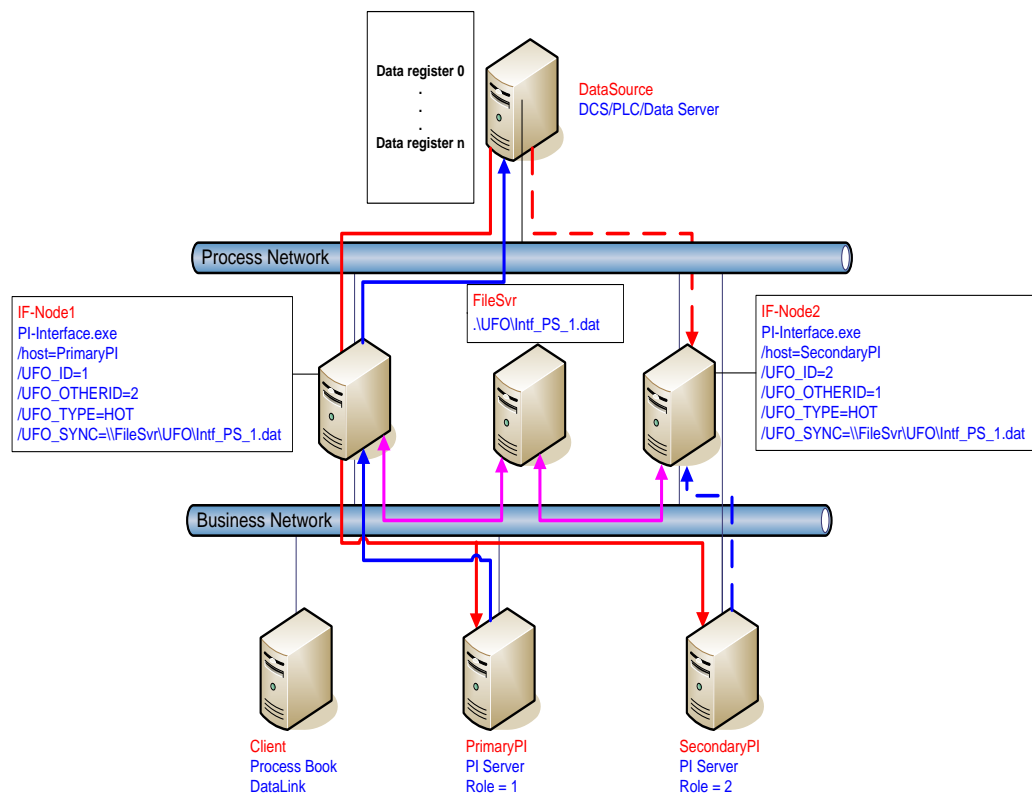 Data register 0
.
.
.
Data register n
DataSource
DCS/PLC/Data Server
Process Network
IF-Node1
PI-Interface.exe
/host=PrimaryPI
/UFO_ID=1
/UFO_OTHERID=2
/UFO_TYPE=HOT
/UFO_SYNC=\\FileSvr\UFO\Intf_PS_1.dat
FileSvr
.\UFO\Intf_PS_1.dat
IF-Node2
PI-Interface.exe
/host=SecondaryPI
/UFO_ID=2
/UFO_OTHERID=1
/UFO_TYPE=HOT
/UFO_SYNC=\\FileSvr\UFO\Intf_PS_1.dat
Business Network
Client
Process Book
DataLink
PrimaryPI
PI Server
Role = 1
SecondaryPI
PI Server
Role = 2